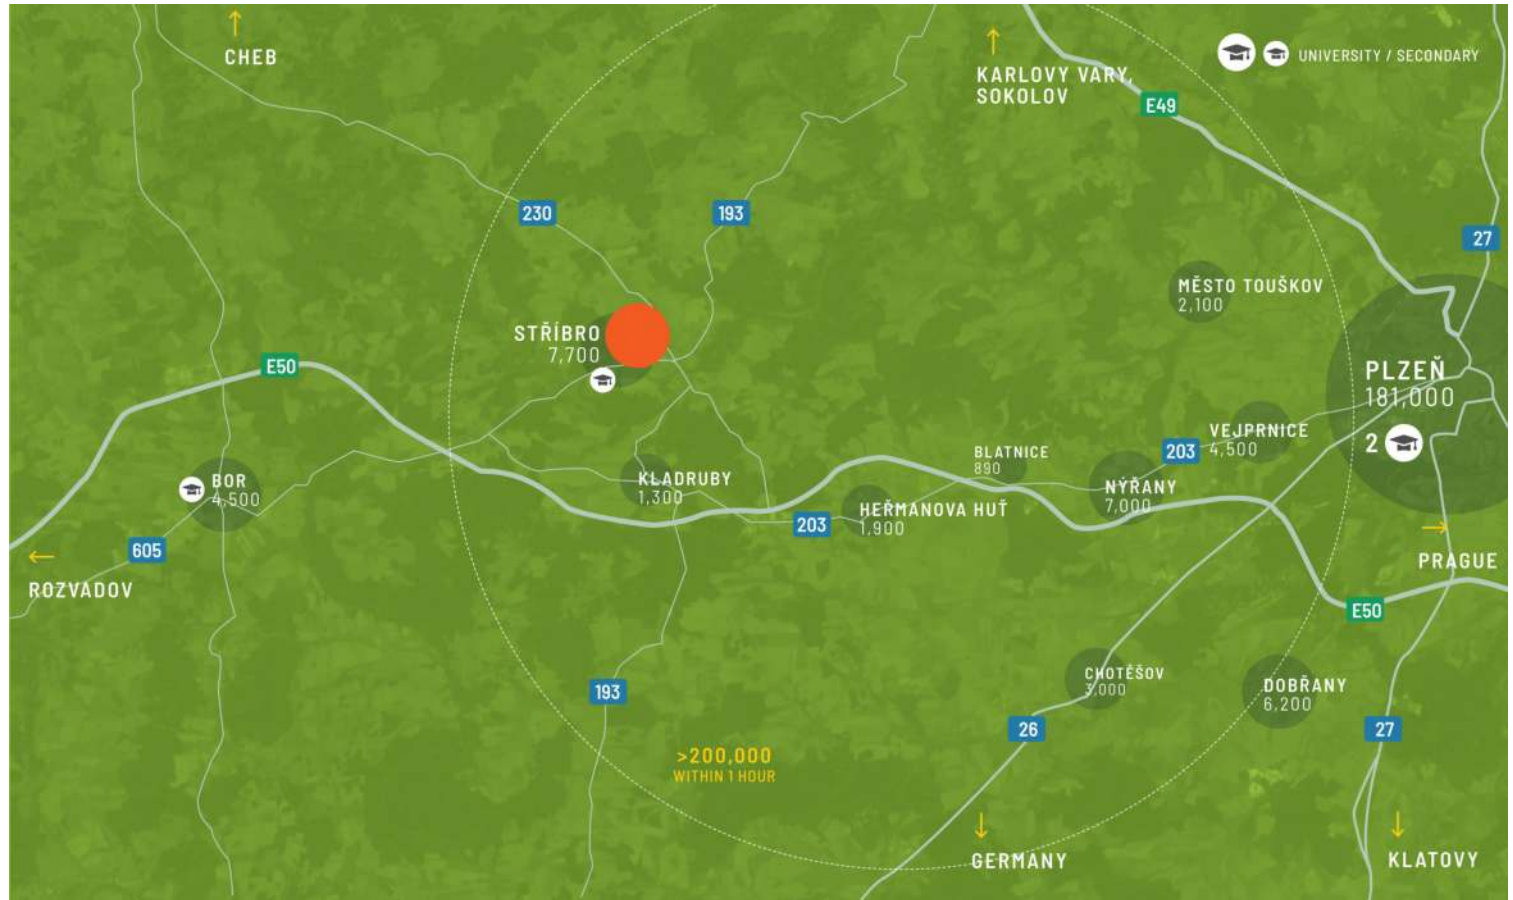 CHEB
KARLOVY VARY,
SOKOLOV
UNIVERSITY / SECONDARY
E49
230
193
27
MĚSTO TOUŠKOV
2,100
STŘÍBRO
7,700
E50
PLZEŇ
181,000
2
VEJPRNICE
4,500
203
BLATNICE
890
BOR
4,500
KLADRUBY
1,300
NÝŘANY
7,000
HEŘMANOVA HUŤ
1,900
203
605
ROZVADOV
PRAGUE
E50
CHOTĚŠOV
3,000
DOBŘANY
6,200
193
26
27
>200,000
WITHIN 1 HOUR
GERMANY
KLATOVY